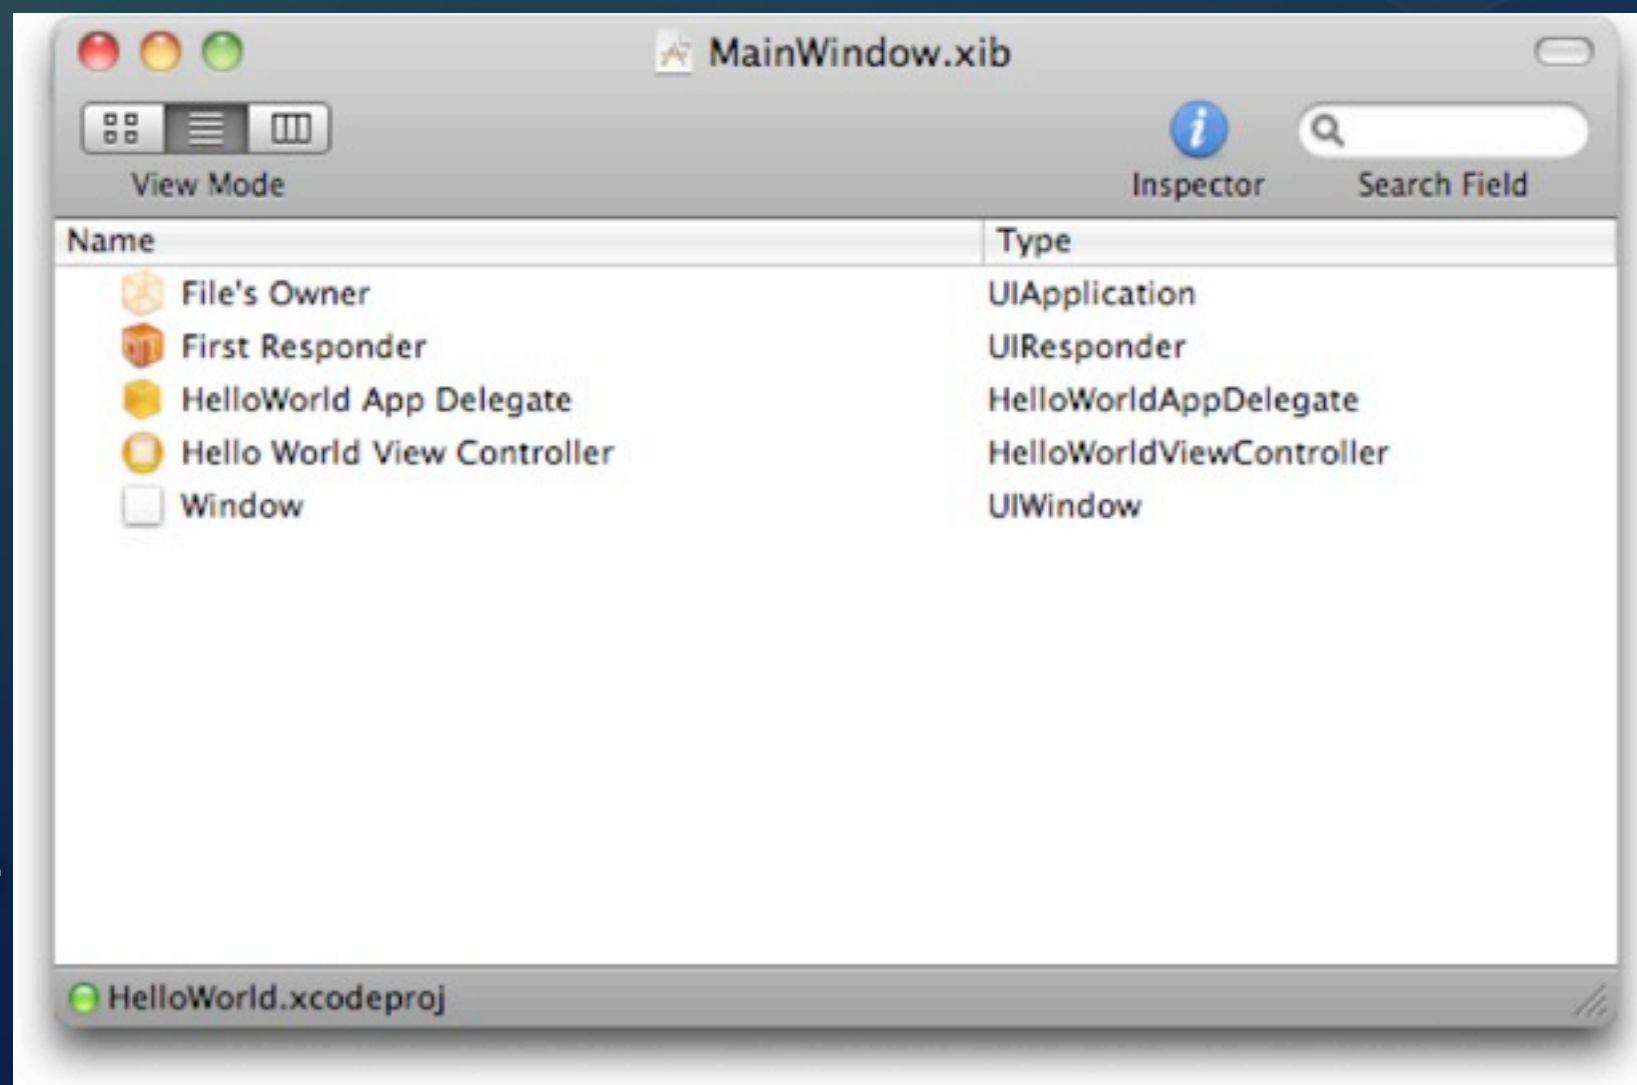 MainWindow.xib
View Mode
Inspector
Search Field
Name Type
File's Owner UIApplication
First Responder UIResponder
HelloWorld App Delegate HelloWorldAppDelegate
Hello World View Controller HelloWorldViewController
Window UIWindow
HelloWorld.xcodeproj